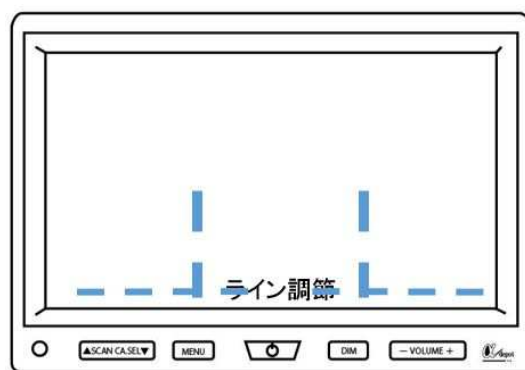 ライン調節
▲SCAN CA.SEL▼ MENU DIM − VOLUME +